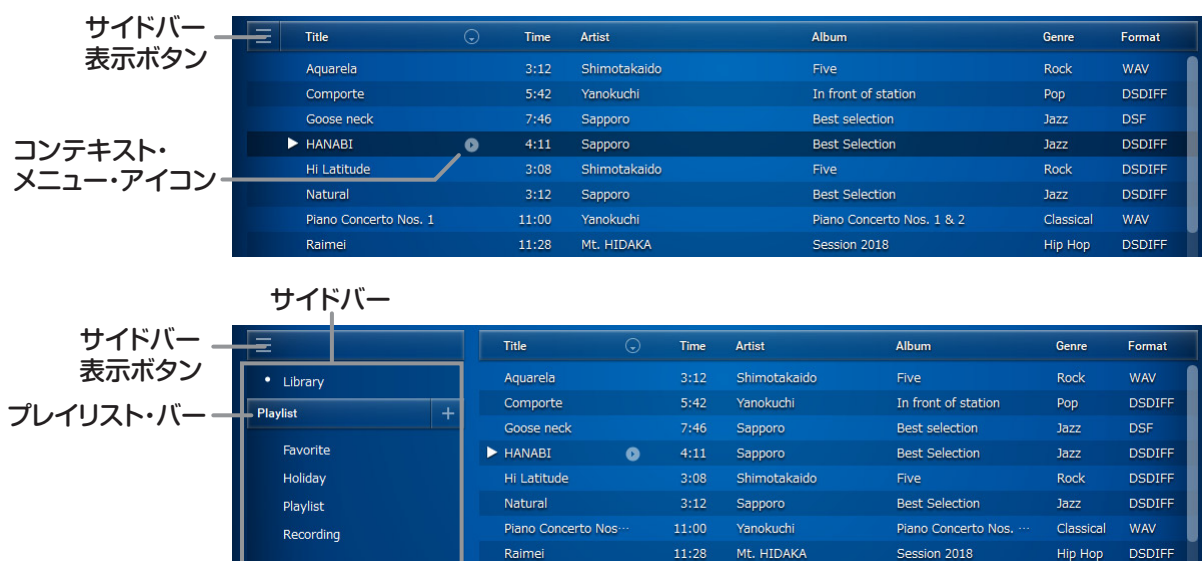 サイドバー
表示ボタン
Title Time Artist Album Genre Format
Aquarela 3:12 Shimotakaido Five Rock WAV
Comporte 5:42 Yanokuchi In front of station Pop DSDIFF
Goose neck 7:46 Sapporo Best selection Jazz DSF
コンテキスト・
メニュー・アイコン
HANABI 4:11 Sapporo Best Selection Jazz DSDIFF
Hi Latitude 3:08 Shimotakaido Five Rock DSDIFF
Natural 3:12 Sapporo Best Selection Jazz DSDIFF
Piano Concerto Nos. 1 11:00 Yanokuchi Piano Concerto Nos. 1 & 2 Classical WAV
Raimei 11:28 Mt. HIDAKA Session 2018 Hip Hop DSDIFF
サイドバー
サイドバー
表示ボタン
プレイリスト・バー
Library
Playlist +
Favorite
Holiday
Playlist
Recording
Title Time Artist Album Genre Format
Aquarela 3:12 Shimotakaido Five Rock WAV
Comporte 5:42 Yanokuchi In front of station Pop DSDIFF
Goose neck 7:46 Sapporo Best selection Jazz DSF
HANABI 4:11 Sapporo Best Selection Jazz DSDIFF
Hi Latitude 3:08 Shimotakaido Five Rock DSDIFF
Natural 3:12 Sapporo Best Selection Jazz DSDIFF
Piano Concerto Nos… 11:00 Yanokuchi Piano Concerto Nos. … Classical WAV
Raimei 11:28 Mt. HIDAKA Session 2018 Hip Hop DSDIFF